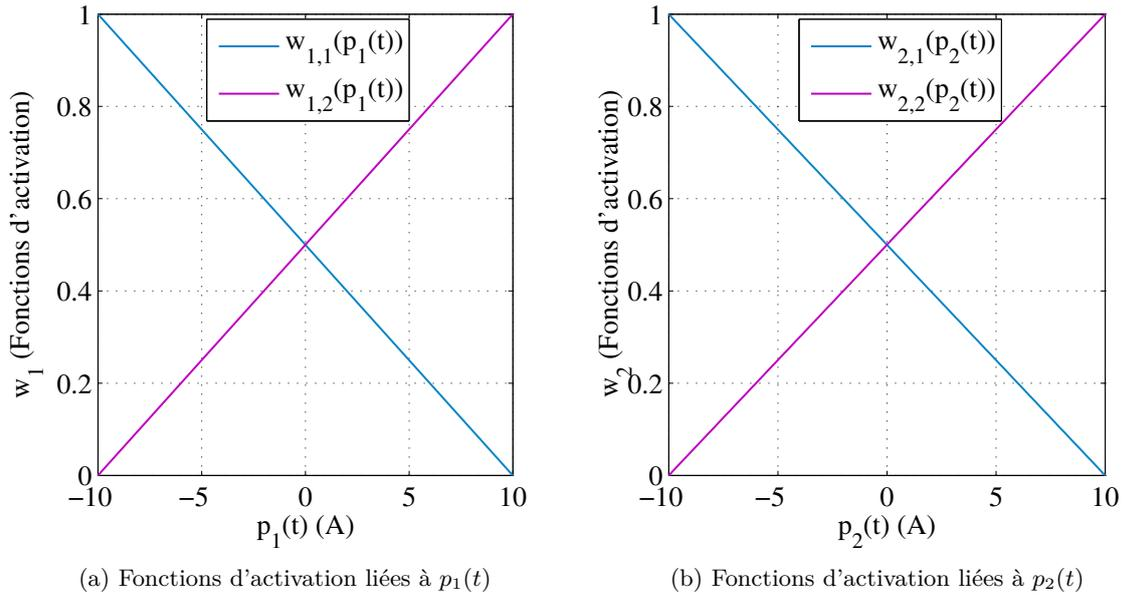 1
0.8
0.6
0.4
0.2
0
−10
−5
0
5
10
w1 (Fonctions d'activation)
p1(t) (A)
w1,1(p1(t))
w1,2(p1(t))
(a) Fonctions d'activation liées à p1(t)
1
0.8
0.6
0.4
0.2
0
−10
−5
0
5
10
w2 (Fonctions d'activation)
p2(t) (A)
w2,1(p2(t))
w2,2(p2(t))
(b) Fonctions d'activation liées à p2(t)